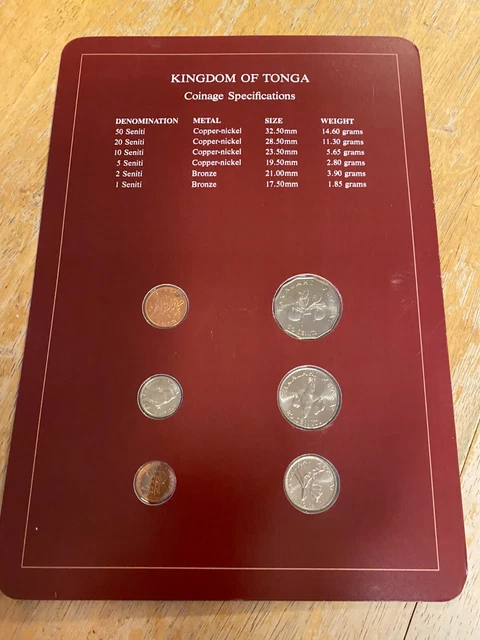 KINGDOM OF TONGA
Coinage Specifications
DENOMINATION METAL SIZE WEIGHT
50 Seniti Copper-nickel 32.50mm 14.60 grams
20 Seniti Copper-nickel 28.50mm 11.30 grams
10 Seniti Copper-nickel 23.50mm 5.65 grams
5 Seniti Copper-nickel 19.50mm 2.80 grams
2 Seniti Bronze 21.00mm 3.90 grams
1 Seniti Bronze 17.50mm 1.85 grams